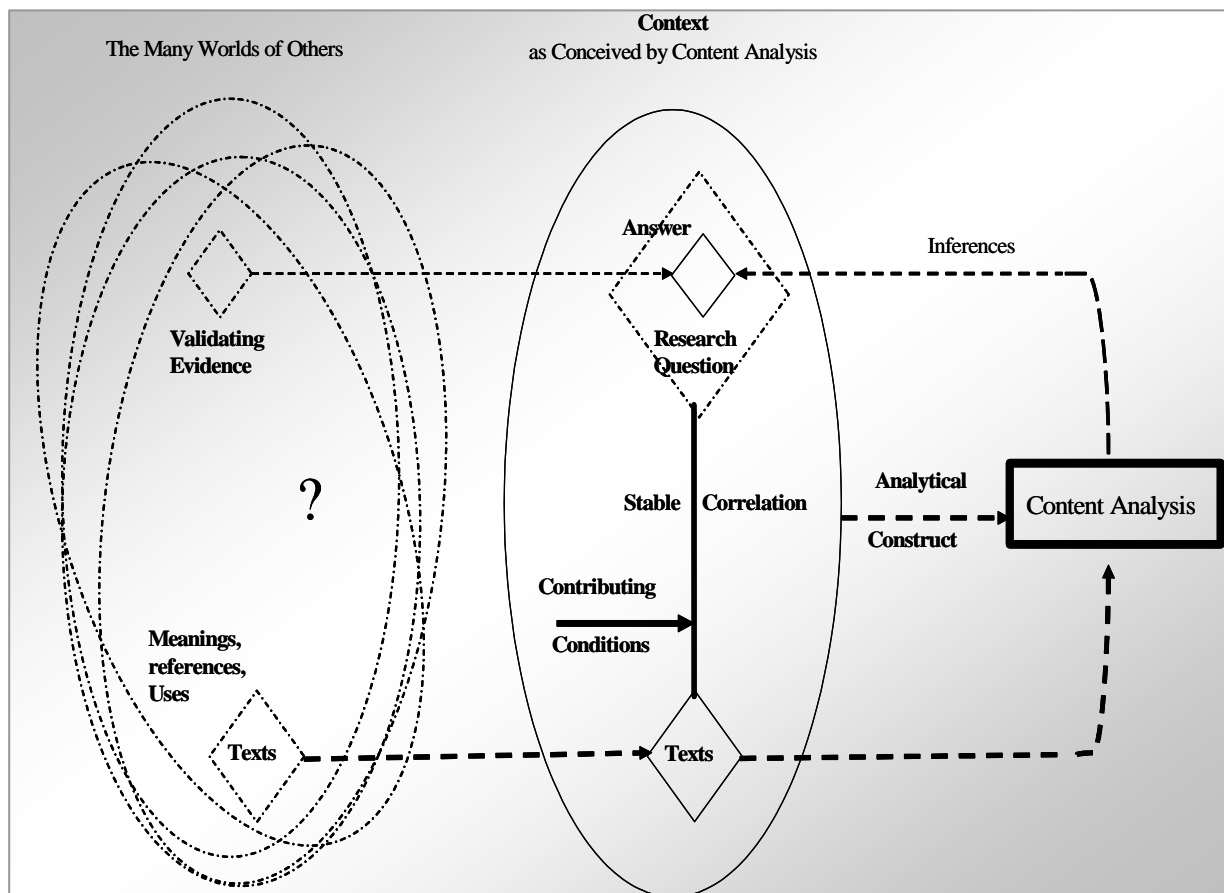 The Many Worlds of Others
Context
as Conceived by Content Analysis
Answer
Inferences
Validating
Evidence
Research
Question
?
Stable Correlation
Analytical
Construct
Content Analysis
Contributing
Conditions
Meanings,
references,
Uses
Texts
Texts